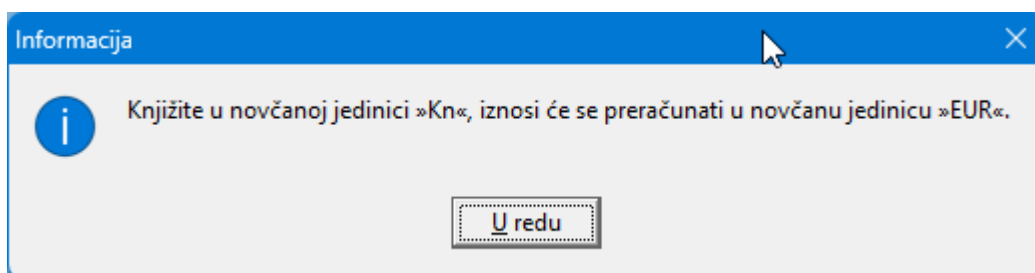 Informacija
Knjižite u novčanoj jedinici »Kn«, iznosi će se preračunati u novčanu jedinicu »EUR«.
U redu